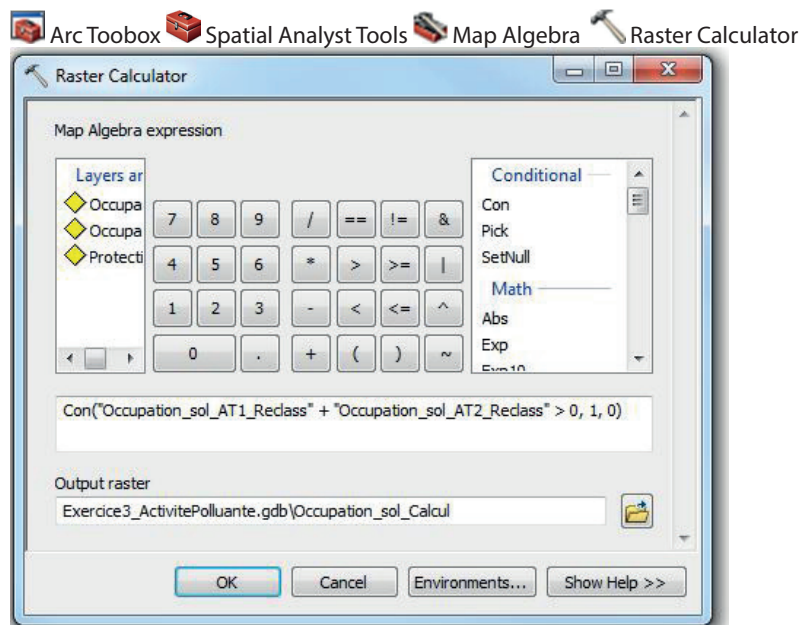 Arc Toobox Spatial Analyst Tools Map Algebra Raster Calculator
Raster Calculator
Map Algebra expression
Layers ar
Occupa
Occupa
Protecti
7 8 9 / == != &
4 5 6 * > >= |
1 2 3 - < <= ^
0 . + ( ) ~
Conditional
Con
Pick
SetNull
Math
Abs
Exp
Exp10
Con("Occupation_sol_AT1_Reclass" + "Occupation_sol_AT2_Reclass" > 0, 1, 0)
Output raster
Exercice3_ActivitePolluante.gdb\Occupation_sol_Calcul
OK Cancel Environments... Show Help >>